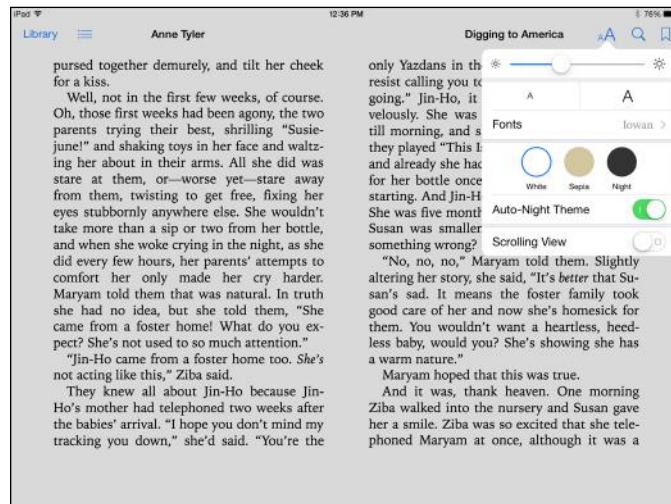 iPad 12:36 PM 76%
Library Anne Tyler Digging to America AA
pursed together demurely, and tilt her cheek
for a kiss.
Well, not in the first few weeks, of course.
Oh, those first weeks had been agony, the two
parents trying their best, shrilling “Susie-
june!” and shaking toys in her face and waltz-
ing her about in their arms. All she did was
stare at them, or—worse yet—stare away
from them, twisting to get free, fixing her
eyes stubbornly anywhere else. She wouldn’t
take more than a sip or two from her bottle,
and when she woke crying in the night, as she
did every few hours, her parents’ attempts to
comfort her only made her cry harder.
Maryam told them that was natural. In truth
she had no idea, but she told them, “She
came from a foster home! What do you ex-
pect? She’s not used to so much attention.”
“Jin-Ho came from a foster home too. She’s
not acting like this,” Ziba said.
They knew all about Jin-Ho because Jin-
Ho’s mother had telephoned two weeks after
the babies’ arrival. “I hope you don’t mind my
tracking you down,” she’d said. “You’re the
only Yazdans in
resist calling you
going.” Jin-Ho, it
velously. She was
till morning, and
they played “This
and already she
for her bottle once
starting. And
She was five
Susan was
something wrong?
“No, no, no,” Maryam told them. Slightly
altering her story, she said, “It’s better that Su-
san’s sad. It means the foster family took
good care of her and now she’s homesick for
them. You wouldn’t want a heartless, heed-
less baby, would you? She’s showing she has
a warm nature.”
Maryam hoped that this was true.
And it was, thank heaven. One morning
Ziba walked into the nursery and Susan gave
her a smile. Ziba was so excited that she tele-
phoned Maryam at once, although it was a
A A
Fonts Iowan
White Sepia Night
Auto-Night Theme
Scrolling View